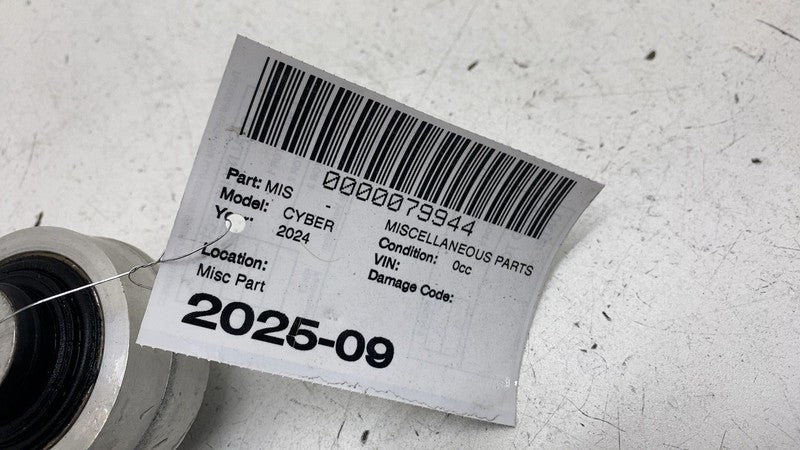 0000079944
Part: MIS - MISCELLANEOUS PARTS
Model: CYBER Condition: 0cc
2024 VIN:
Damage Code:
Location:
Misc Part
2025-09